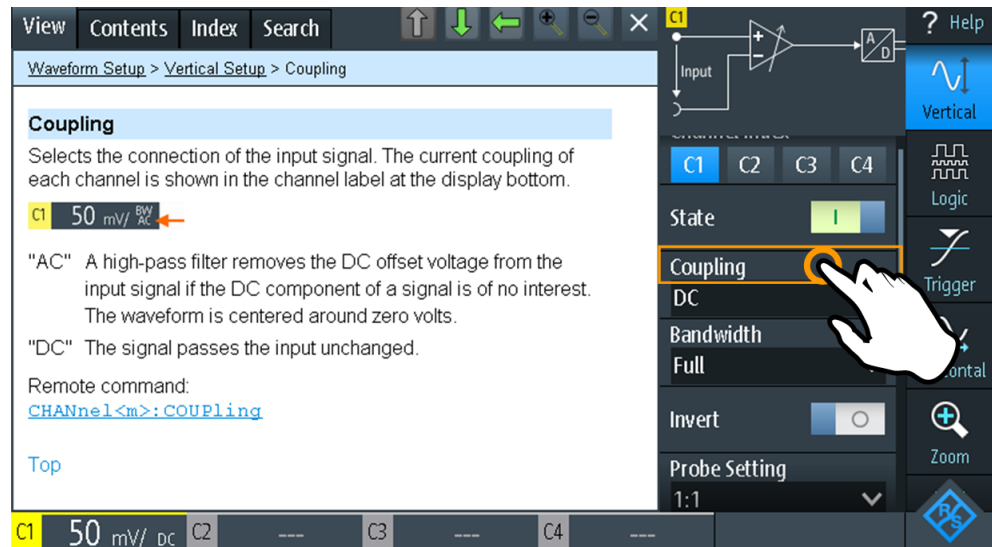 View Contents Index Search
Waveform Setup > Vertical Setup > Coupling
Coupling
Selects the connection of the input signal. The current coupling of
each channel is shown in the channel label at the display bottom.
C1 50 mV/ BW
AC
"AC" A high-pass filter removes the DC offset voltage from the
input signal if the DC component of a signal is of no interest.
The waveform is centered around zero volts.
"DC" The signal passes the input unchanged.
Remote command:
CHANnel<m>:COUPling
Top
C1
Input
+
-
A/D
Channel Index
C1 C2 C3 C4
State
I
Coupling
DC
Bandwidth
Full
Invert
O
Probe Setting
1:1
? Help
Vertical
Logic
Trigger
Zoom
R&S
C1 50 mV/ DC C2 --- C3 --- C4 ---